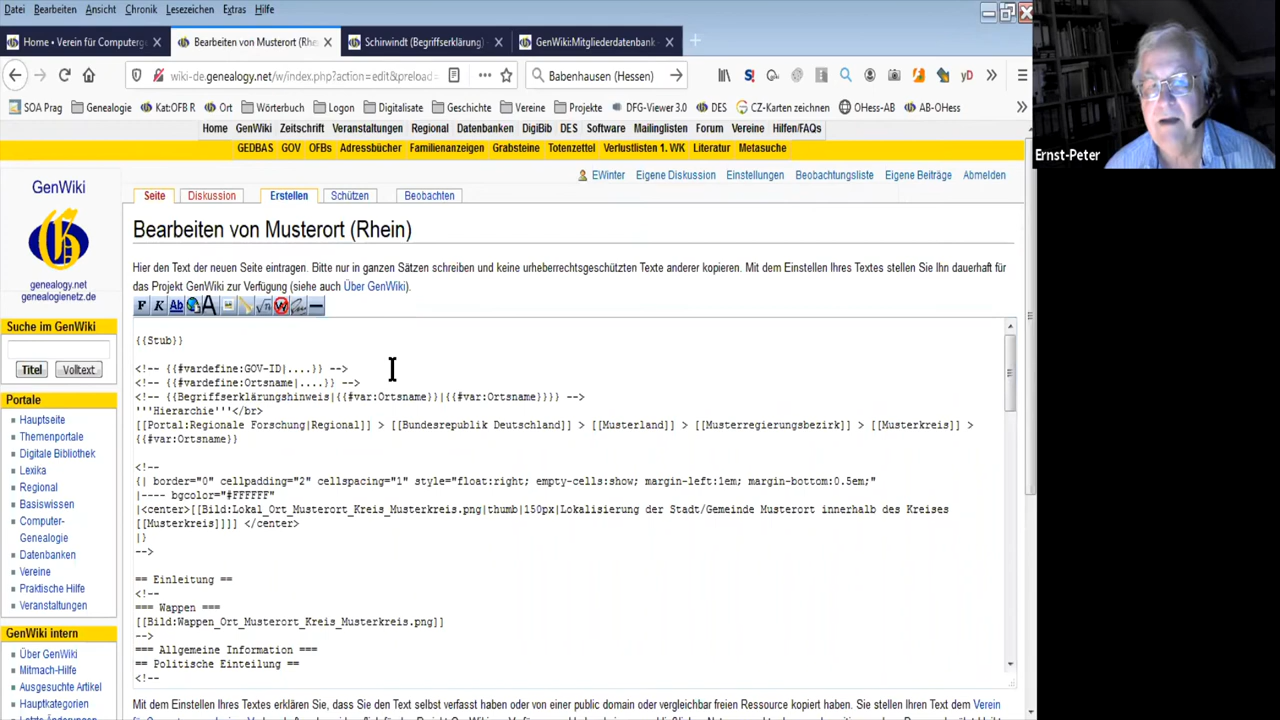 Datei Bearbeiten Ansicht Chronik Lesezeichen Extras Hilfe
Home • Verein für Computerge
Bearbeiten von Musterort (Rhei
Schirwindt (Begriffserklärung)
GenWiki:Mitgliederdatenbank
wiki-de.genealogy.net/w/index.php?action=edit&preload=
Babenhausen (Hessen)
SOA Prag Genealogie Kat:OFB R Ort Wörterbuch Logon Digitalisate Geschichte Vereine Projekte DFG-Viewer 3.0 DES CZ-Karten zeichnen OHess-AB AB-OHess
Home GenWiki Zeitschrift Veranstaltungen Regional Datenbanken DigiBib DES Software Mailinglisten Forum Vereine Hilfen/FAQs
GEDBAS GOV OFBs Adressbücher Familienanzeigen Grabsteine Totenzettel Verlustlisten 1. WK Literatur Metasuche
Ernst-Peter
EWinter Eigene Diskussion Einstellungen Beobachtungsliste Eigene Beiträge Abmelden
GenWiki
genealogy.net
genealogienetz.de
Suche im GenWiki
Titel Volltext
Portale
Hauptseite
Themenportale
Digitale Bibliothek
Lexika
Regional
Basiswissen
Computer-
Genealogie
Datenbanken
Vereine
Praktische Hilfe
Veranstaltungen
GenWiki intern
Über GenWiki
Mitmach-Hilfe
Ausgesuchte Artikel
Hauptkategorien
Letzte Änderungen
Seite Diskussion Erstellen Schützen Beobachten
Bearbeiten von Musterort (Rhein)
Hier den Text der neuen Seite eintragen. Bitte nur in ganzen Sätzen schreiben und keine urheberrechtsgeschützten Texte anderer kopieren. Mit dem Einstellen Ihres Textes stellen Sie Ihn dauerhaft für
das Projekt GenWiki zur Verfügung (siehe auch Über GenWiki).
F K Ab A
{{Stub}}
<!-- {{#vardefine:GOV-ID|....}} -->
<!-- {{#vardefine:Ortsname|....}} -->
<!-- {{Begriffserklärungshinweis|{{#var:Ortsname}}|{{#var:Ortsname}}}} -->
'''Hierarchie'''</br>
[[Portal:Regionale Forschung|Regional]] > [[Bundesrepublik Deutschland]] > [[Musterland]] > [[Musterregierungsbezirk]] > [[Musterkreis]] >
{{#var:Ortsname}}
<!--
{| border="0" cellpadding="2" cellspacing="1" style="float:right; empty-cells:show; margin-left:1em; margin-bottom:0.5em;"
|---- bgcolor="#FFFFFF"
|<center>[[Bild:Lokal_Ort_Musterort_Kreis_Musterkreis.png|thumb|150px|Lokalisierung der Stadt/Gemeinde Musterort innerhalb des Kreises
[[Musterkreis]]]] </center>
|}
-->
== Einleitung ==
<!--
=== Wappen ===
[[Bild:Wappen_Ort_Musterort_Kreis_Musterkreis.png]]
-->
=== Allgemeine Information ===
== Politische Einteilung ==
<!--
Mit dem Einstellen Ihres Textes erklären Sie, dass Sie den Text selbst verfasst haben oder von einer public domain oder vergleichbar freien Ressource kopiert haben. Sie stellen Ihren Text dem Verein